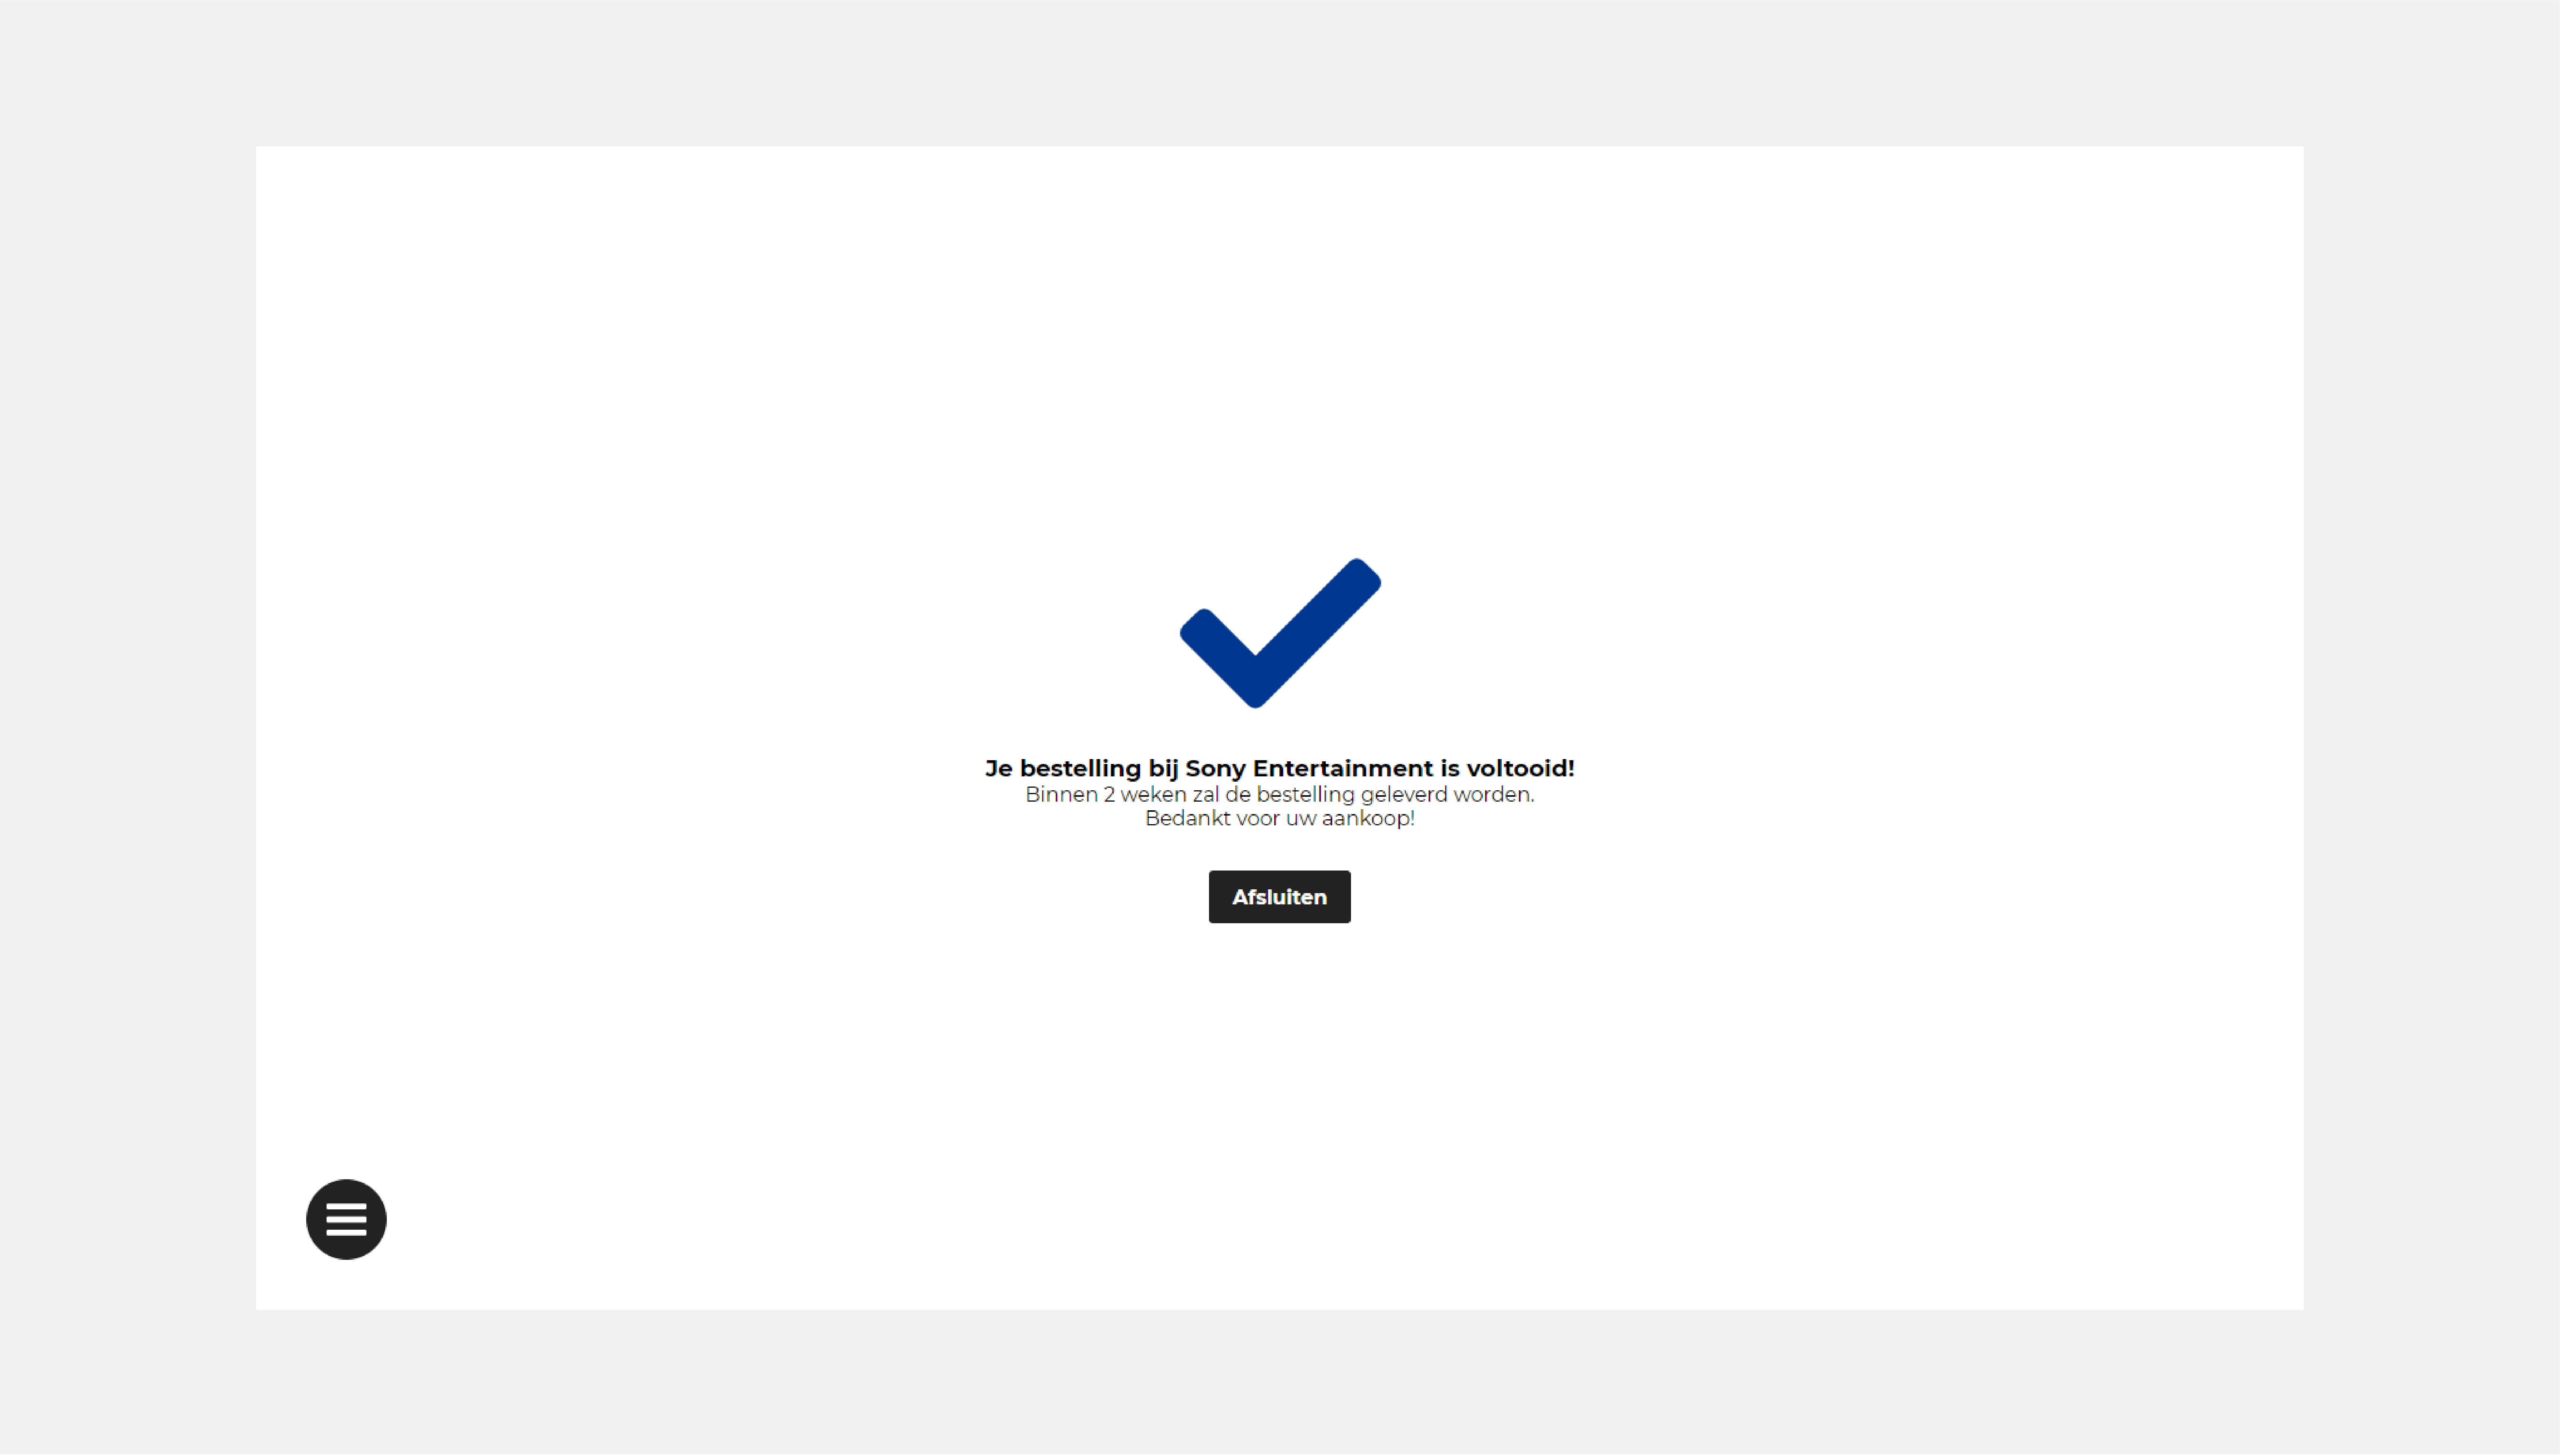 Je bestelling bij Sony Entertainment is voltooid!
Binnen 2 weken zal de bestelling geleverd worden.
Bedankt voor uw aankoop!
Afsluiten